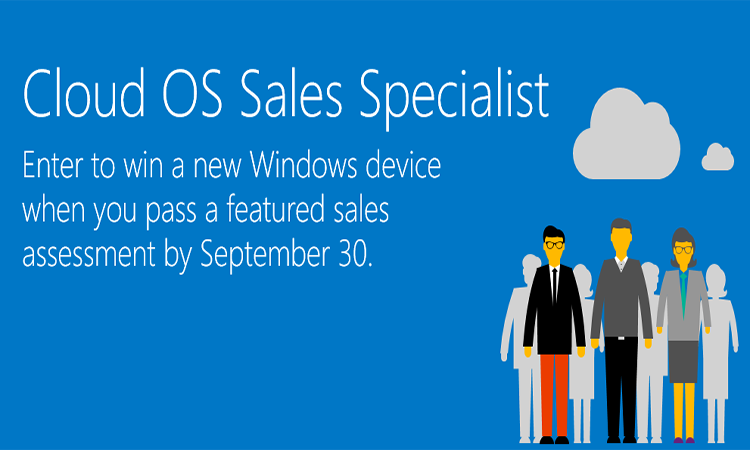 Cloud OS Sales Specialist
Enter to win a new Windows device
when you pass a featured sales
assessment by September 30.